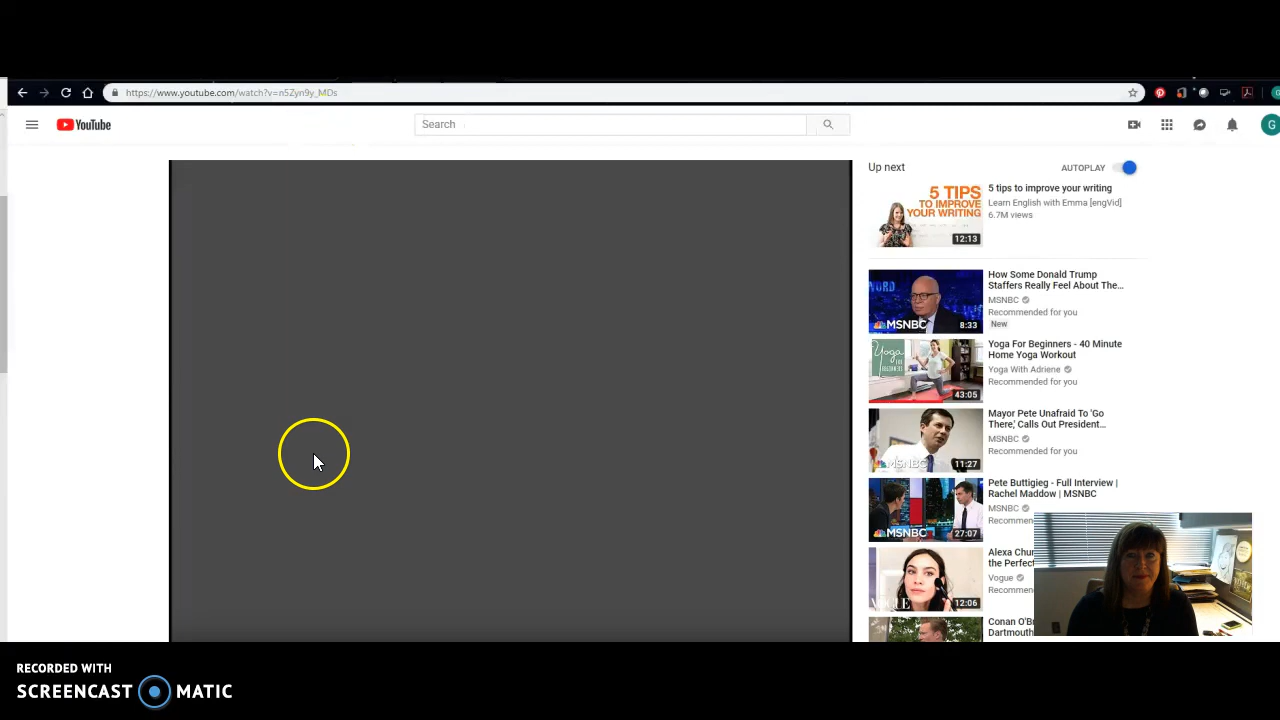 https://www.youtube.com/watch?v=n5Zyn9y_MDs
YouTube
Search
G
Up next
AUTOPLAY
5 TIPS
TO IMPROVE
YOUR WRITING
12:13
5 tips to improve your writing
Learn English with Emma [engVid]
6.7M views
MSNBC
8:33
How Some Donald Trump
Staffers Really Feel About The…
MSNBC
Recommended for you
New
Yoga
43:05
Yoga For Beginners - 40 Minute
Home Yoga Workout
Yoga With Adriene
Recommended for you
MSNBC
11:27
Mayor Pete Unafraid To 'Go
There,' Calls Out President…
MSNBC
Recommended for you
MSNBC
27:07
Pete Buttigieg - Full Interview |
Rachel Maddow | MSNBC
MSNBC
Recommen
VOGUE
12:06
Alexa Chu
the Perfec
Vogue
Recommen
Conan O'B
Dartmouth
RECORDED WITH
SCREENCAST MATIC